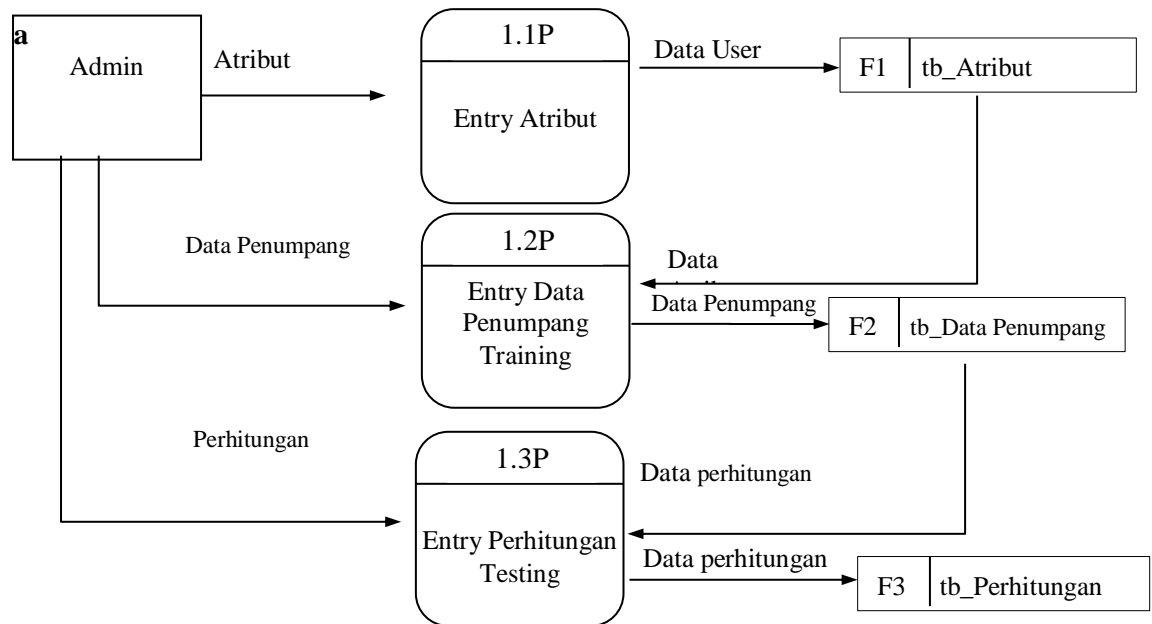 a
Admin
Atribut
1.1P
Entry Atribut
Data User
F1 tb_Atribut
Data Penumpang
1.2P
Entry Data
Penumpang
Training
Data
Data Penumpang
F2 tb_Data Penumpang
Perhitungan
1.3P
Entry Perhitungan
Testing
Data perhitungan
Data perhitungan
F3 tb_Perhitungan